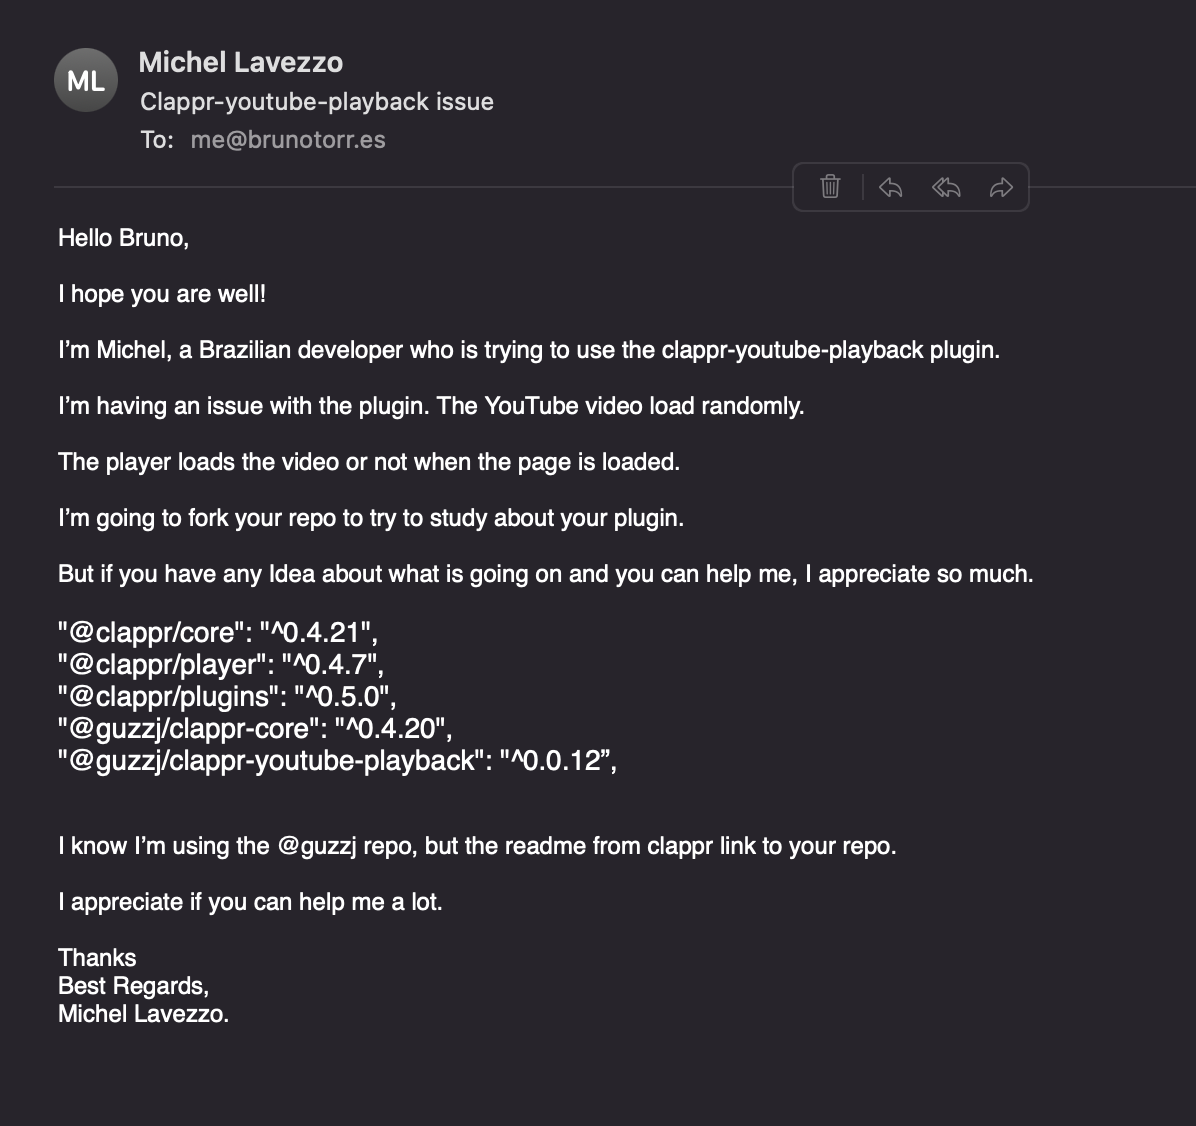 ML
Michel Lavezzo
Clappr-youtube-playback issue
To: me@brunotorr.es
Hello Bruno,
I hope you are well!
I’m Michel, a Brazilian developer who is trying to use the clappr-youtube-playback plugin.
I’m having an issue with the plugin. The YouTube video load randomly.
The player loads the video or not when the page is loaded.
I’m going to fork your repo to try to study about your plugin.
But if you have any Idea about what is going on and you can help me, I appreciate so much.
"@clappr/core": "^0.4.21",
"@clappr/player": "^0.4.7",
"@clappr/plugins": "^0.5.0",
"@guzzj/clappr-core": "^0.4.20",
"@guzzj/clappr-youtube-playback": "^0.0.12”,
I know I’m using the @guzzj repo, but the readme from clappr link to your repo.
I appreciate if you can help me a lot.
Thanks
Best Regards,
Michel Lavezzo.